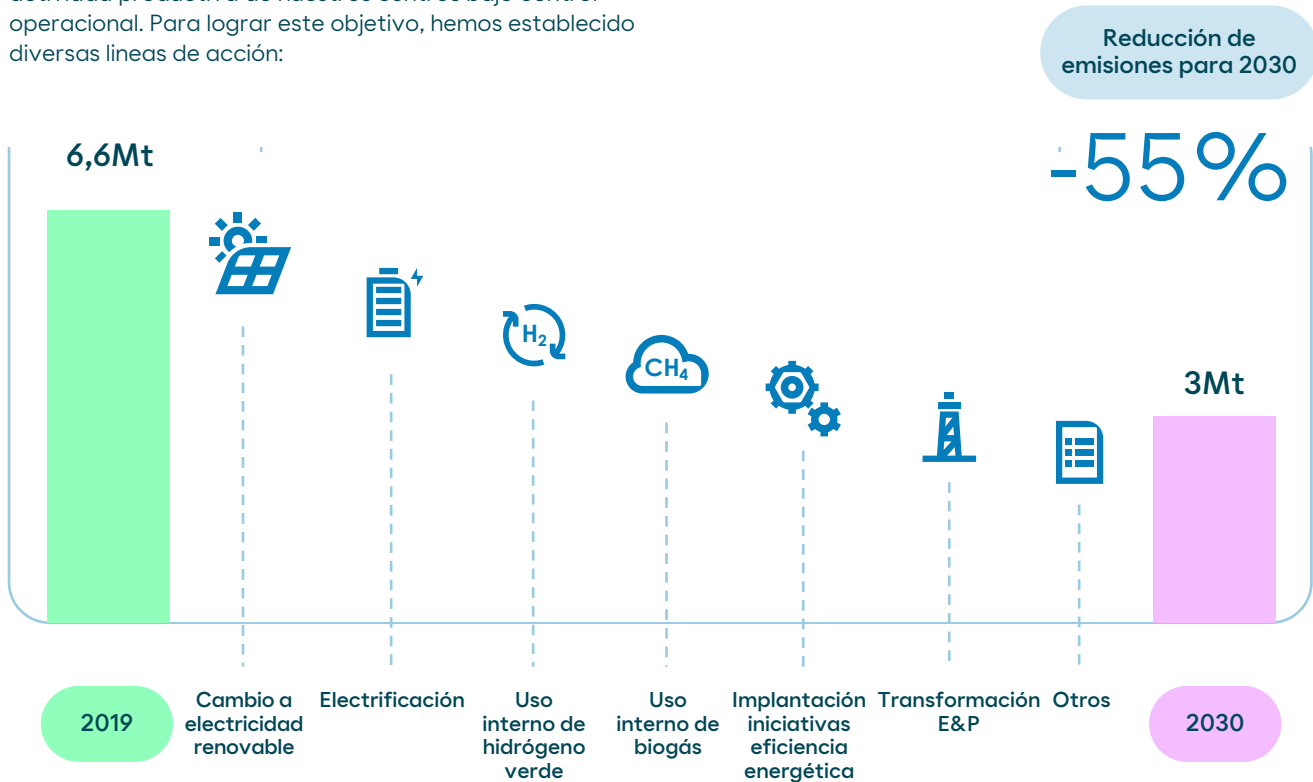 operacional. Para lograr este objetivo, hemos establecido
diversas lineas de acción:
Reducción de
emisiones para 2030
-55%
6,6Mt
H₂
CH₄
3Mt
2019
Cambio a
electricidad
renovable
Electrificación
Uso
interno de
hidrógeno
verde
Uso
interno de
biogás
Implantación
iniciativas
eficiencia
energética
Transformación
E&P
Otros
2030